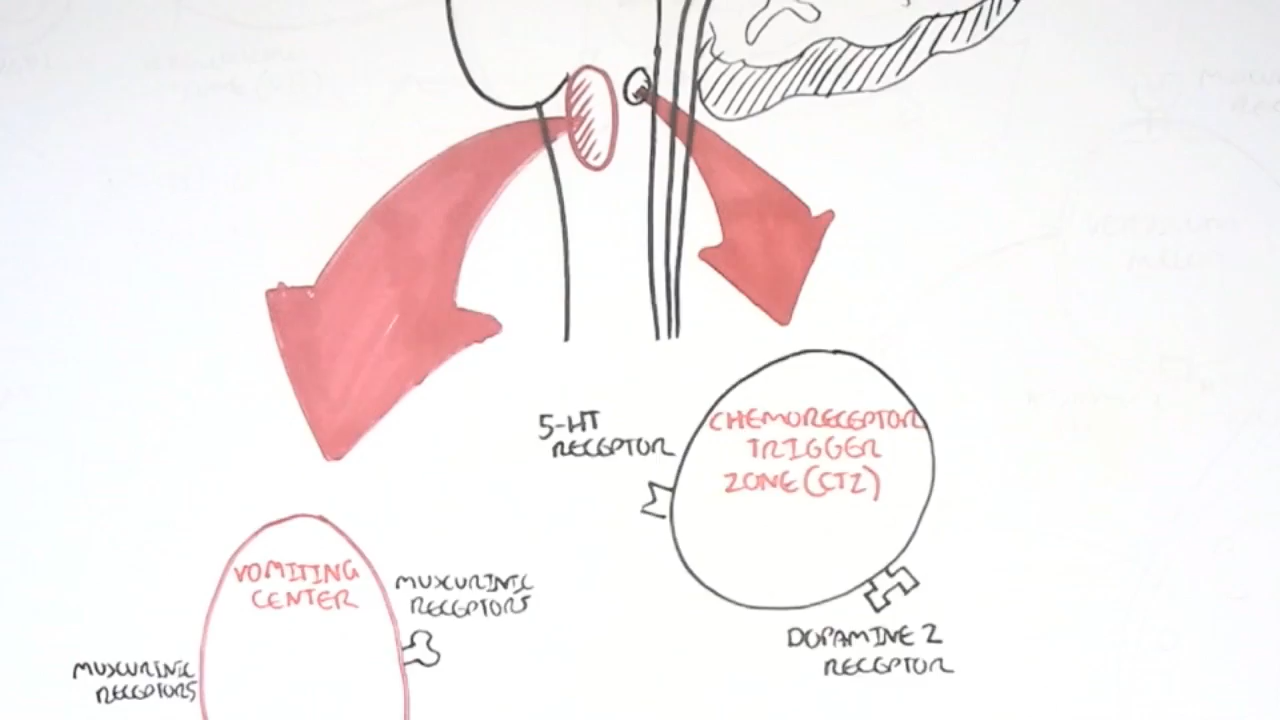 5-HT
RECEPTOR
CHEMORECEPTOR
TRIGGER
ZONE (CTZ)
VOMITING
CENTER
MUSCURINIC
RECEPTORS
DOPAMINE 2
RECEPTOR
MUSCURINIC
RECEPTORS